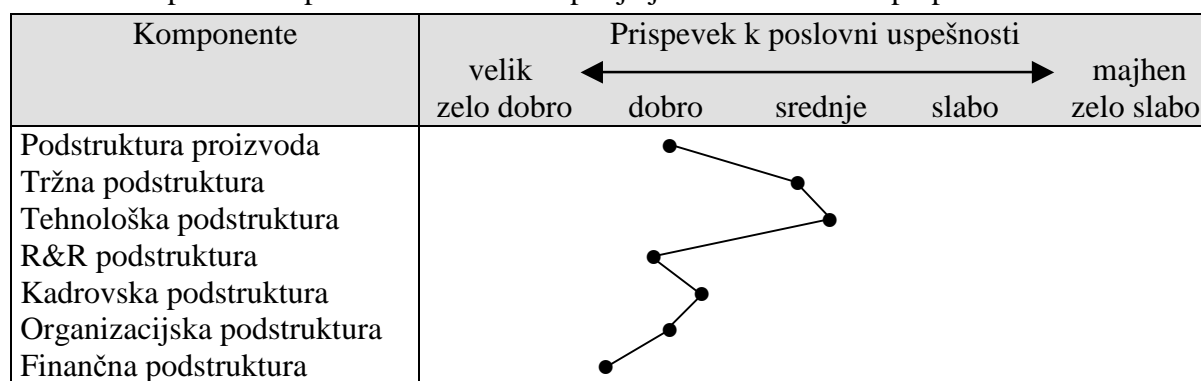 Komponente Prispevek k poslovni uspešnosti
velik majhen
zelo dobro dobro srednje slabo zelo slabo
Podstruktura proizvoda
Tržna podstruktura
Tehnološka podstruktura
R&R podstruktura
Kadrovska podstruktura
Organizacijska podstruktura
Finančna podstruktura